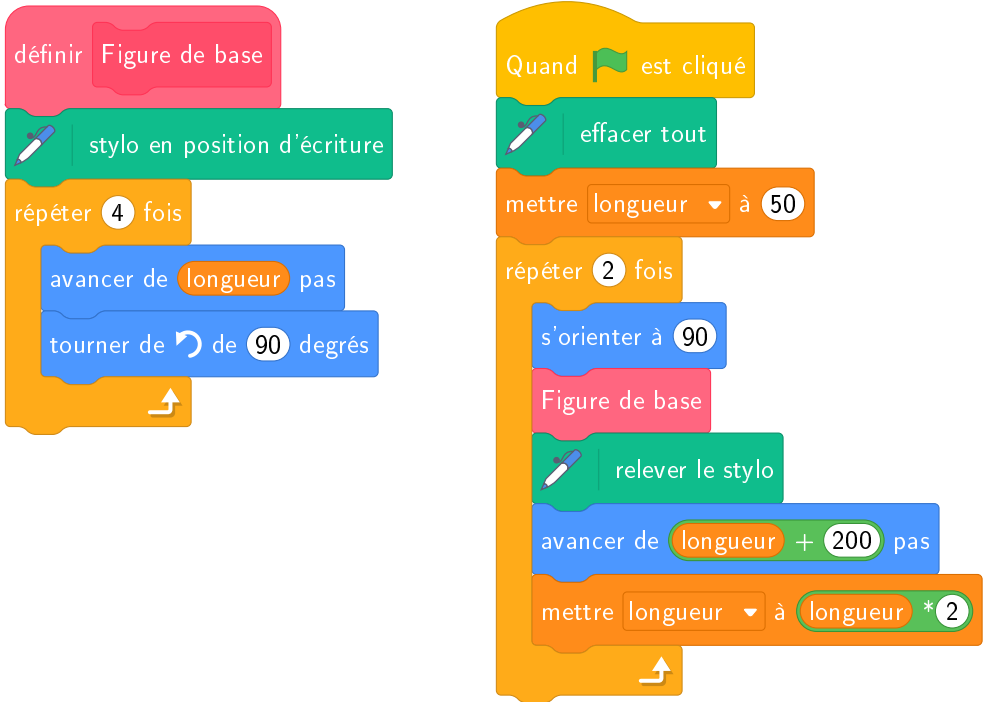 définir Figure de base
stylo en position d'écriture
répéter 4 fois
avancer de longueur pas
tourner de de 90 degrés
Quand est cliqué
effacer tout
mettre longueur à 50
répéter 2 fois
s'orienter à 90
Figure de base
relever le stylo
avancer de longueur + 200 pas
mettre longueur à longueur * 2